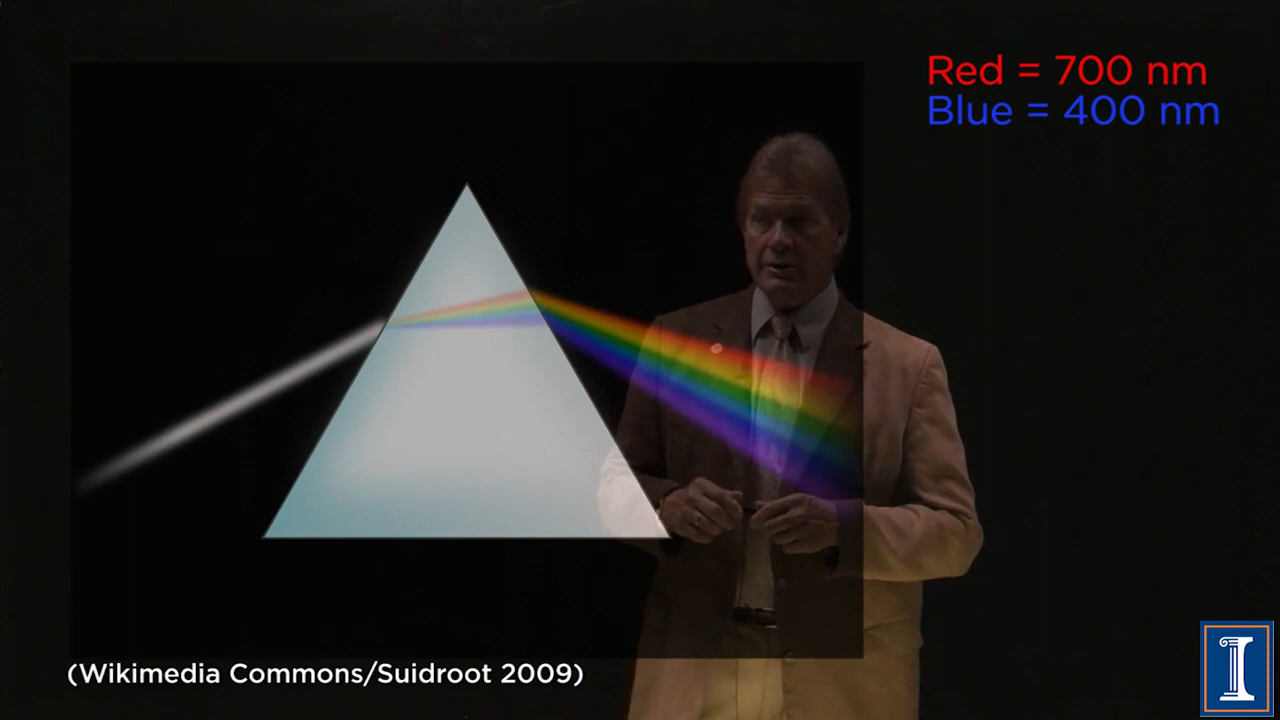 Red = 700 nm
Blue = 400 nm
(Wikimedia Commons/Suidroot 2009)